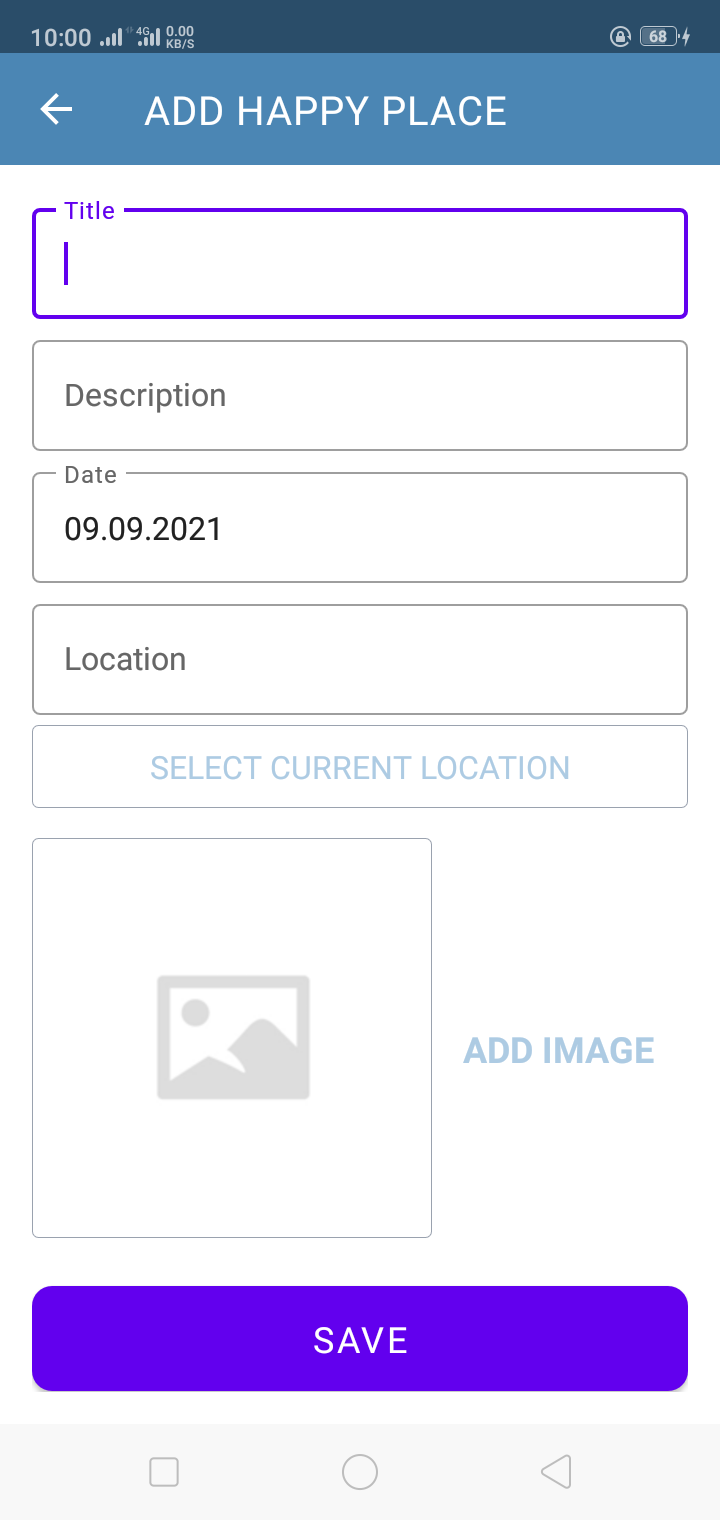 10:00 4G 0.00 KB/S 68
ADD HAPPY PLACE
Title
Description
Date
09.09.2021
Location
SELECT CURRENT LOCATION
ADD IMAGE
SAVE